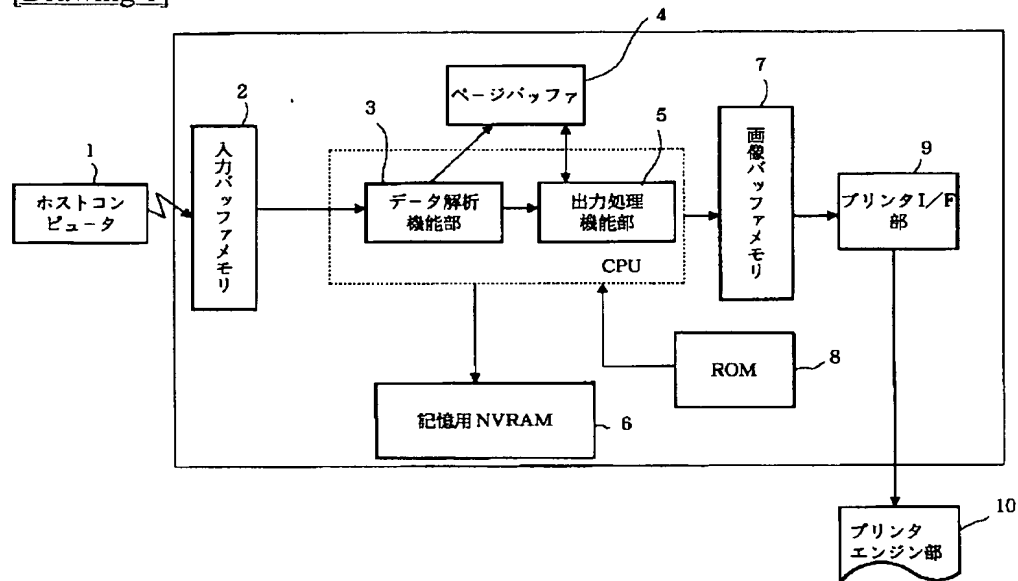 [Drawing 1]
4
ページバッファ
2
入力バッファメモリ
3
データ解析
機能部
5
出力処理
機能部
CPU
7
画像バッファメモリ
9
プリンタI/F
部
1
ホストコン
ピュータ
ROM
8
記憶用NVRAM
6
10
プリンタ
エンジン部